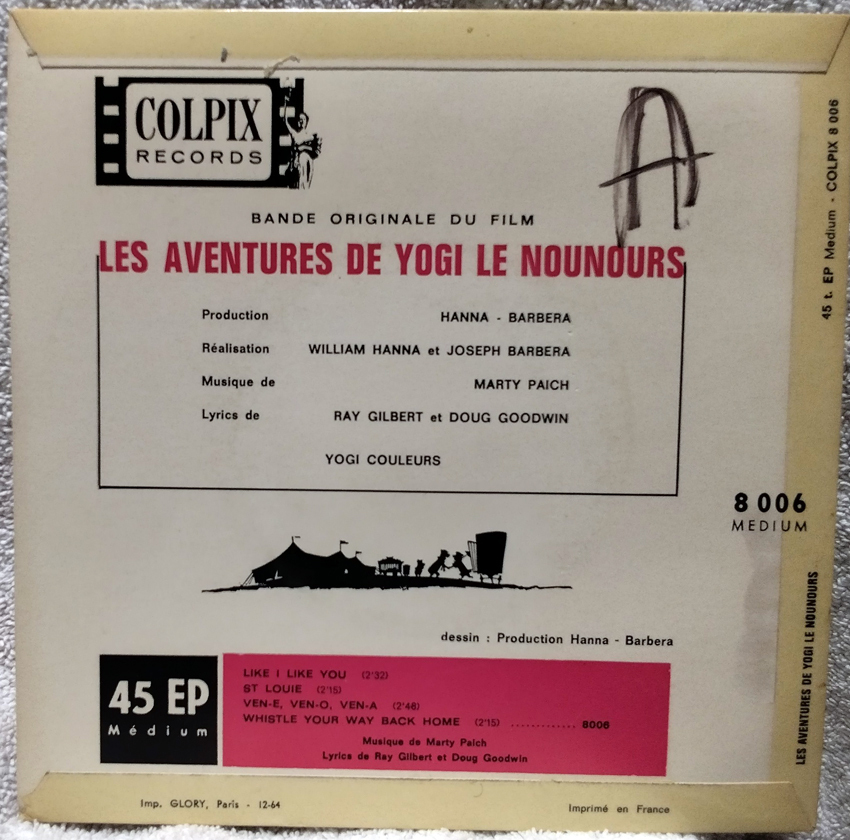 COLPIX
RECORDS
A
BANDE ORIGINALE DU FILM
LES AVENTURES DE YOGI LE NOUNOURS
Production HANNA - BARBERA
Réalisation WILLIAM HANNA et JOSEPH BARBERA
Musique de MARTY PAICH
Lyrics de RAY GILBERT et DOUG GOODWIN
YOGI COULEURS
45 t. EP Medium - COLPIX 8 006
8 006
MEDIUM
dessin : Production Hanna - Barbera
LES AVENTURES DE YOGI LE NOUNOURS
45 EP
Médium
LIKE I LIKE YOU (2'32)
ST LOUIE (2'15)
VEN-E, VEN-O, VEN-A (2'48)
WHISTLE YOUR WAY BACK HOME (2'15) ............. 8006
Musique de Marty Paich
Lyrics de Ray Gilbert et Doug Goodwin
Imp. GLORY, Paris - 12-64
Imprimé en France